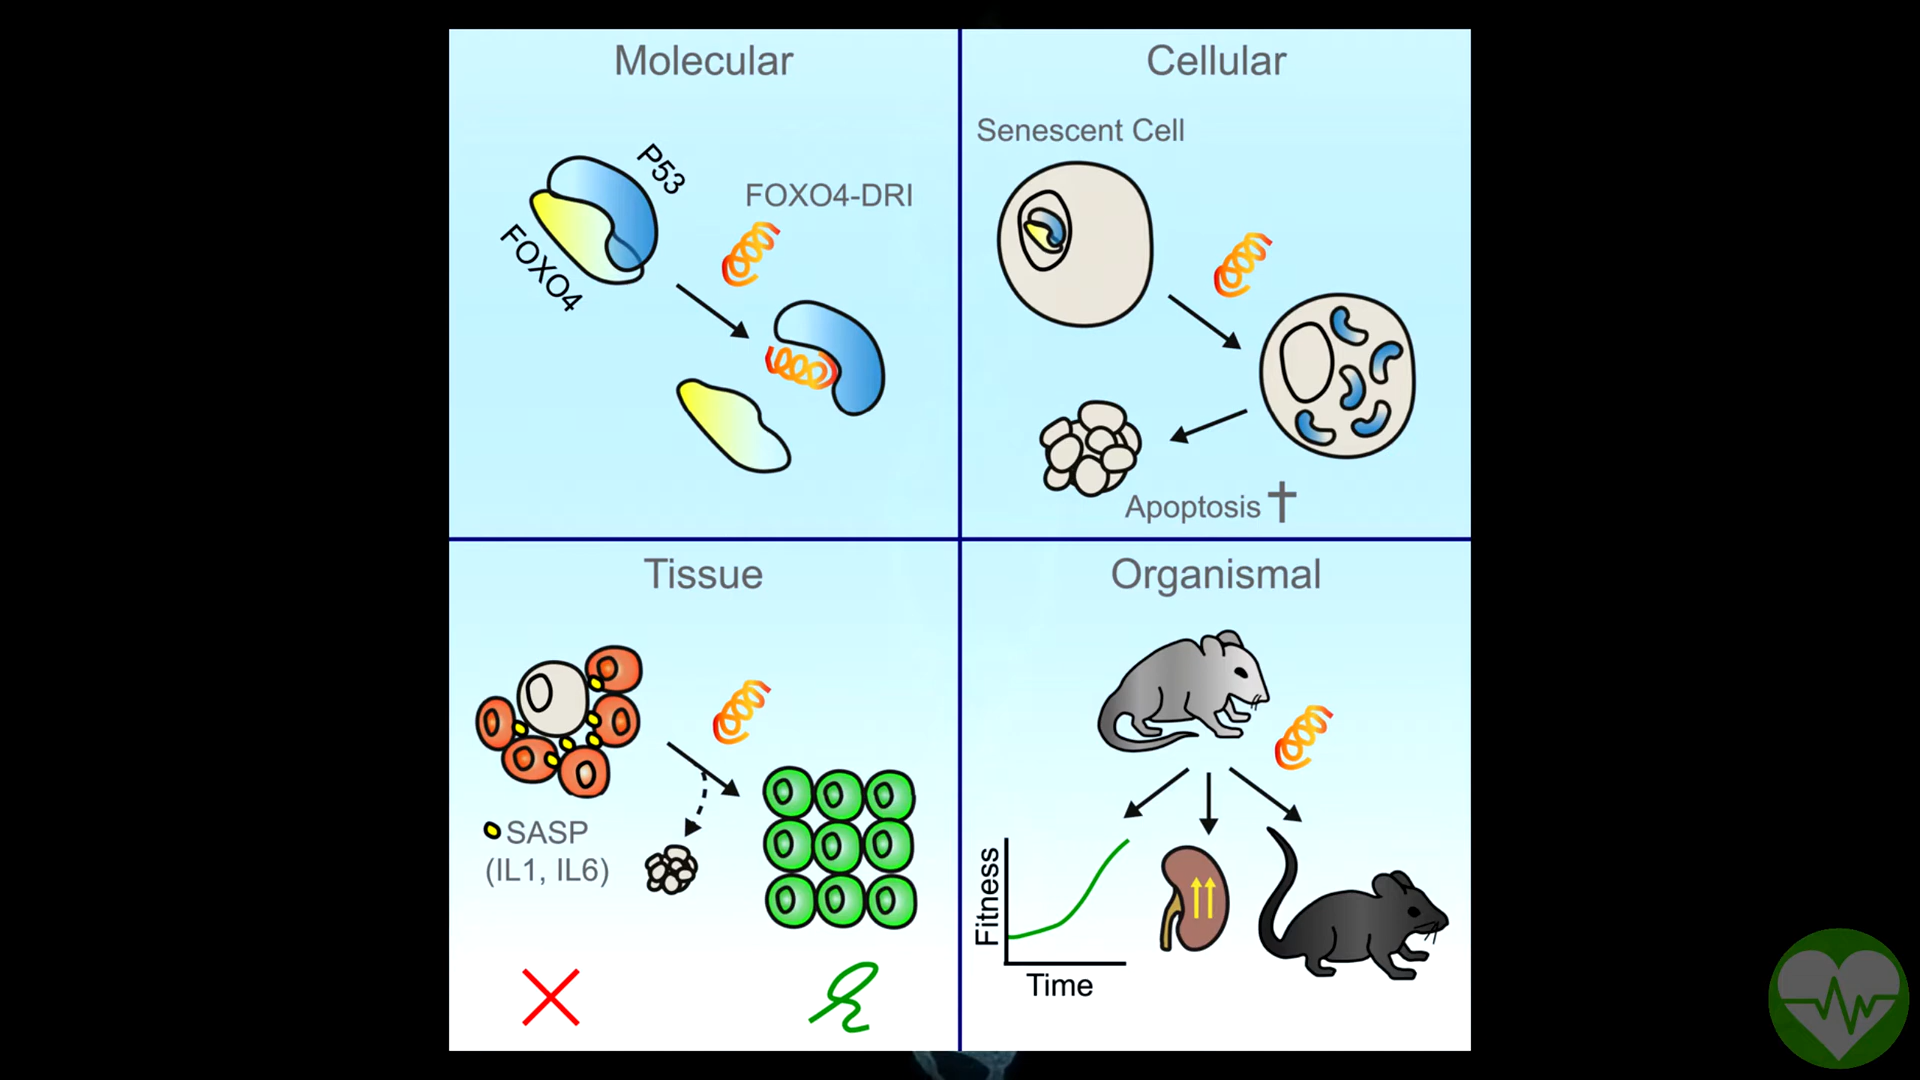 Molecular
P53
FOXO4
FOXO4-DRI
Cellular
Senescent Cell
Apoptosis †
Tissue
SASP
(IL1, IL6)
Organismal
Fitness
Time